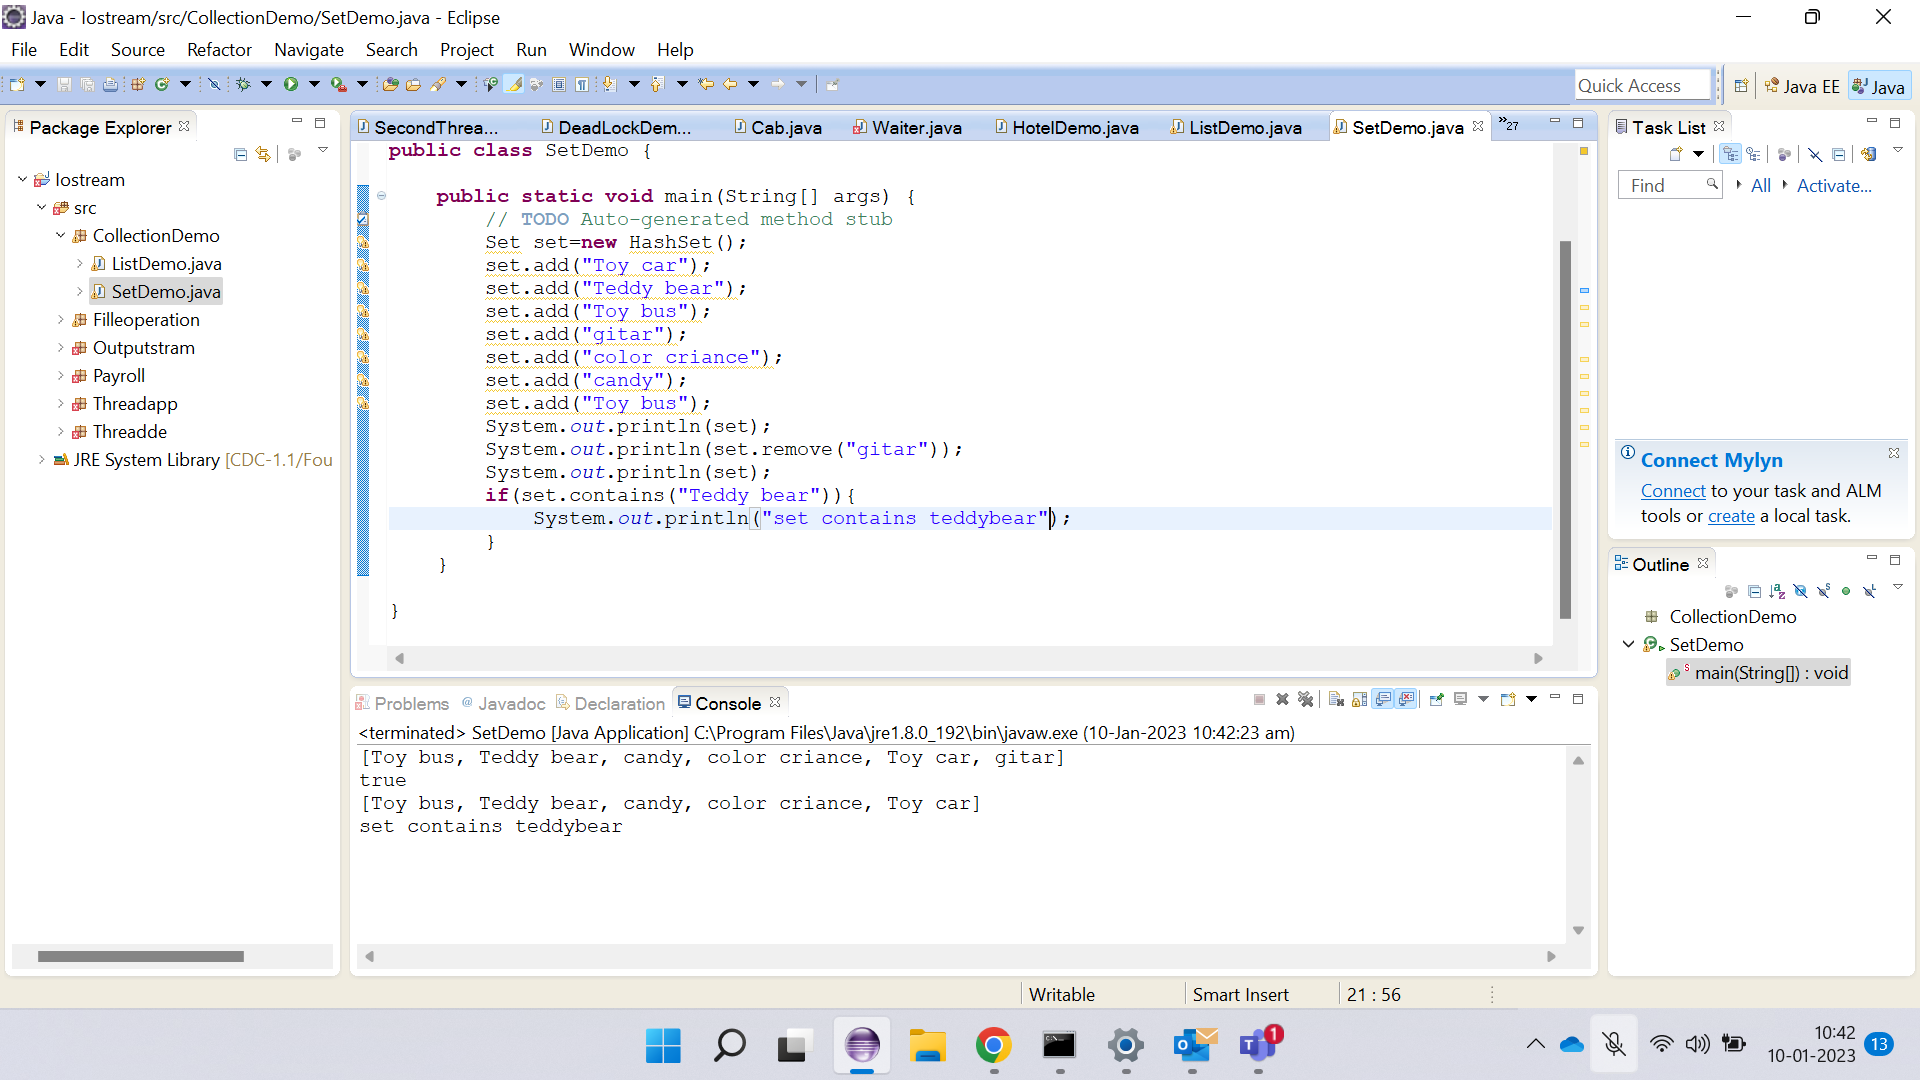 Java - Iostream/src/CollectionDemo/SetDemo.java - Eclipse
File Edit Source Refactor Navigate Search Project Run Window Help
Quick Access
Java EE
Java
Package Explorer
Iostream
src
CollectionDemo
ListDemo.java
SetDemo.java
Filleoperation
Outputstram
Payroll
Threadapp
Threadde
JRE System Library [CDC-1.1/Fou
SecondThrea... DeadLockDem... Cab.java Waiter.java HotelDemo.java ListDemo.java SetDemo.java »27
public class SetDemo {
public static void main(String[] args) {
// TODO Auto-generated method stub
Set set=new HashSet();
set.add("Toy car");
set.add("Teddy bear");
set.add("Toy bus");
set.add("gitar");
set.add("color criance");
set.add("candy");
set.add("Toy bus");
System.out.println(set);
System.out.println(set.remove("gitar"));
System.out.println(set);
if(set.contains("Teddy bear")){
System.out.println("set contains teddybear");
}
}
}
Problems @ Javadoc Declaration Console
<terminated> SetDemo [Java Application] C:\Program Files\Java\jre1.8.0_192\bin\javaw.exe (10-Jan-2023 10:42:23 am)
[Toy bus, Teddy bear, candy, color criance, Toy car, gitar]
true
[Toy bus, Teddy bear, candy, color criance, Toy car]
set contains teddybear
Task List
Find All Activate...
Connect Mylyn
Connect to your task and ALM
tools or create a local task.
Outline
CollectionDemo
SetDemo
main(String[]) : void
Writable Smart Insert 21 : 56
1
10:42
10-01-2023
13